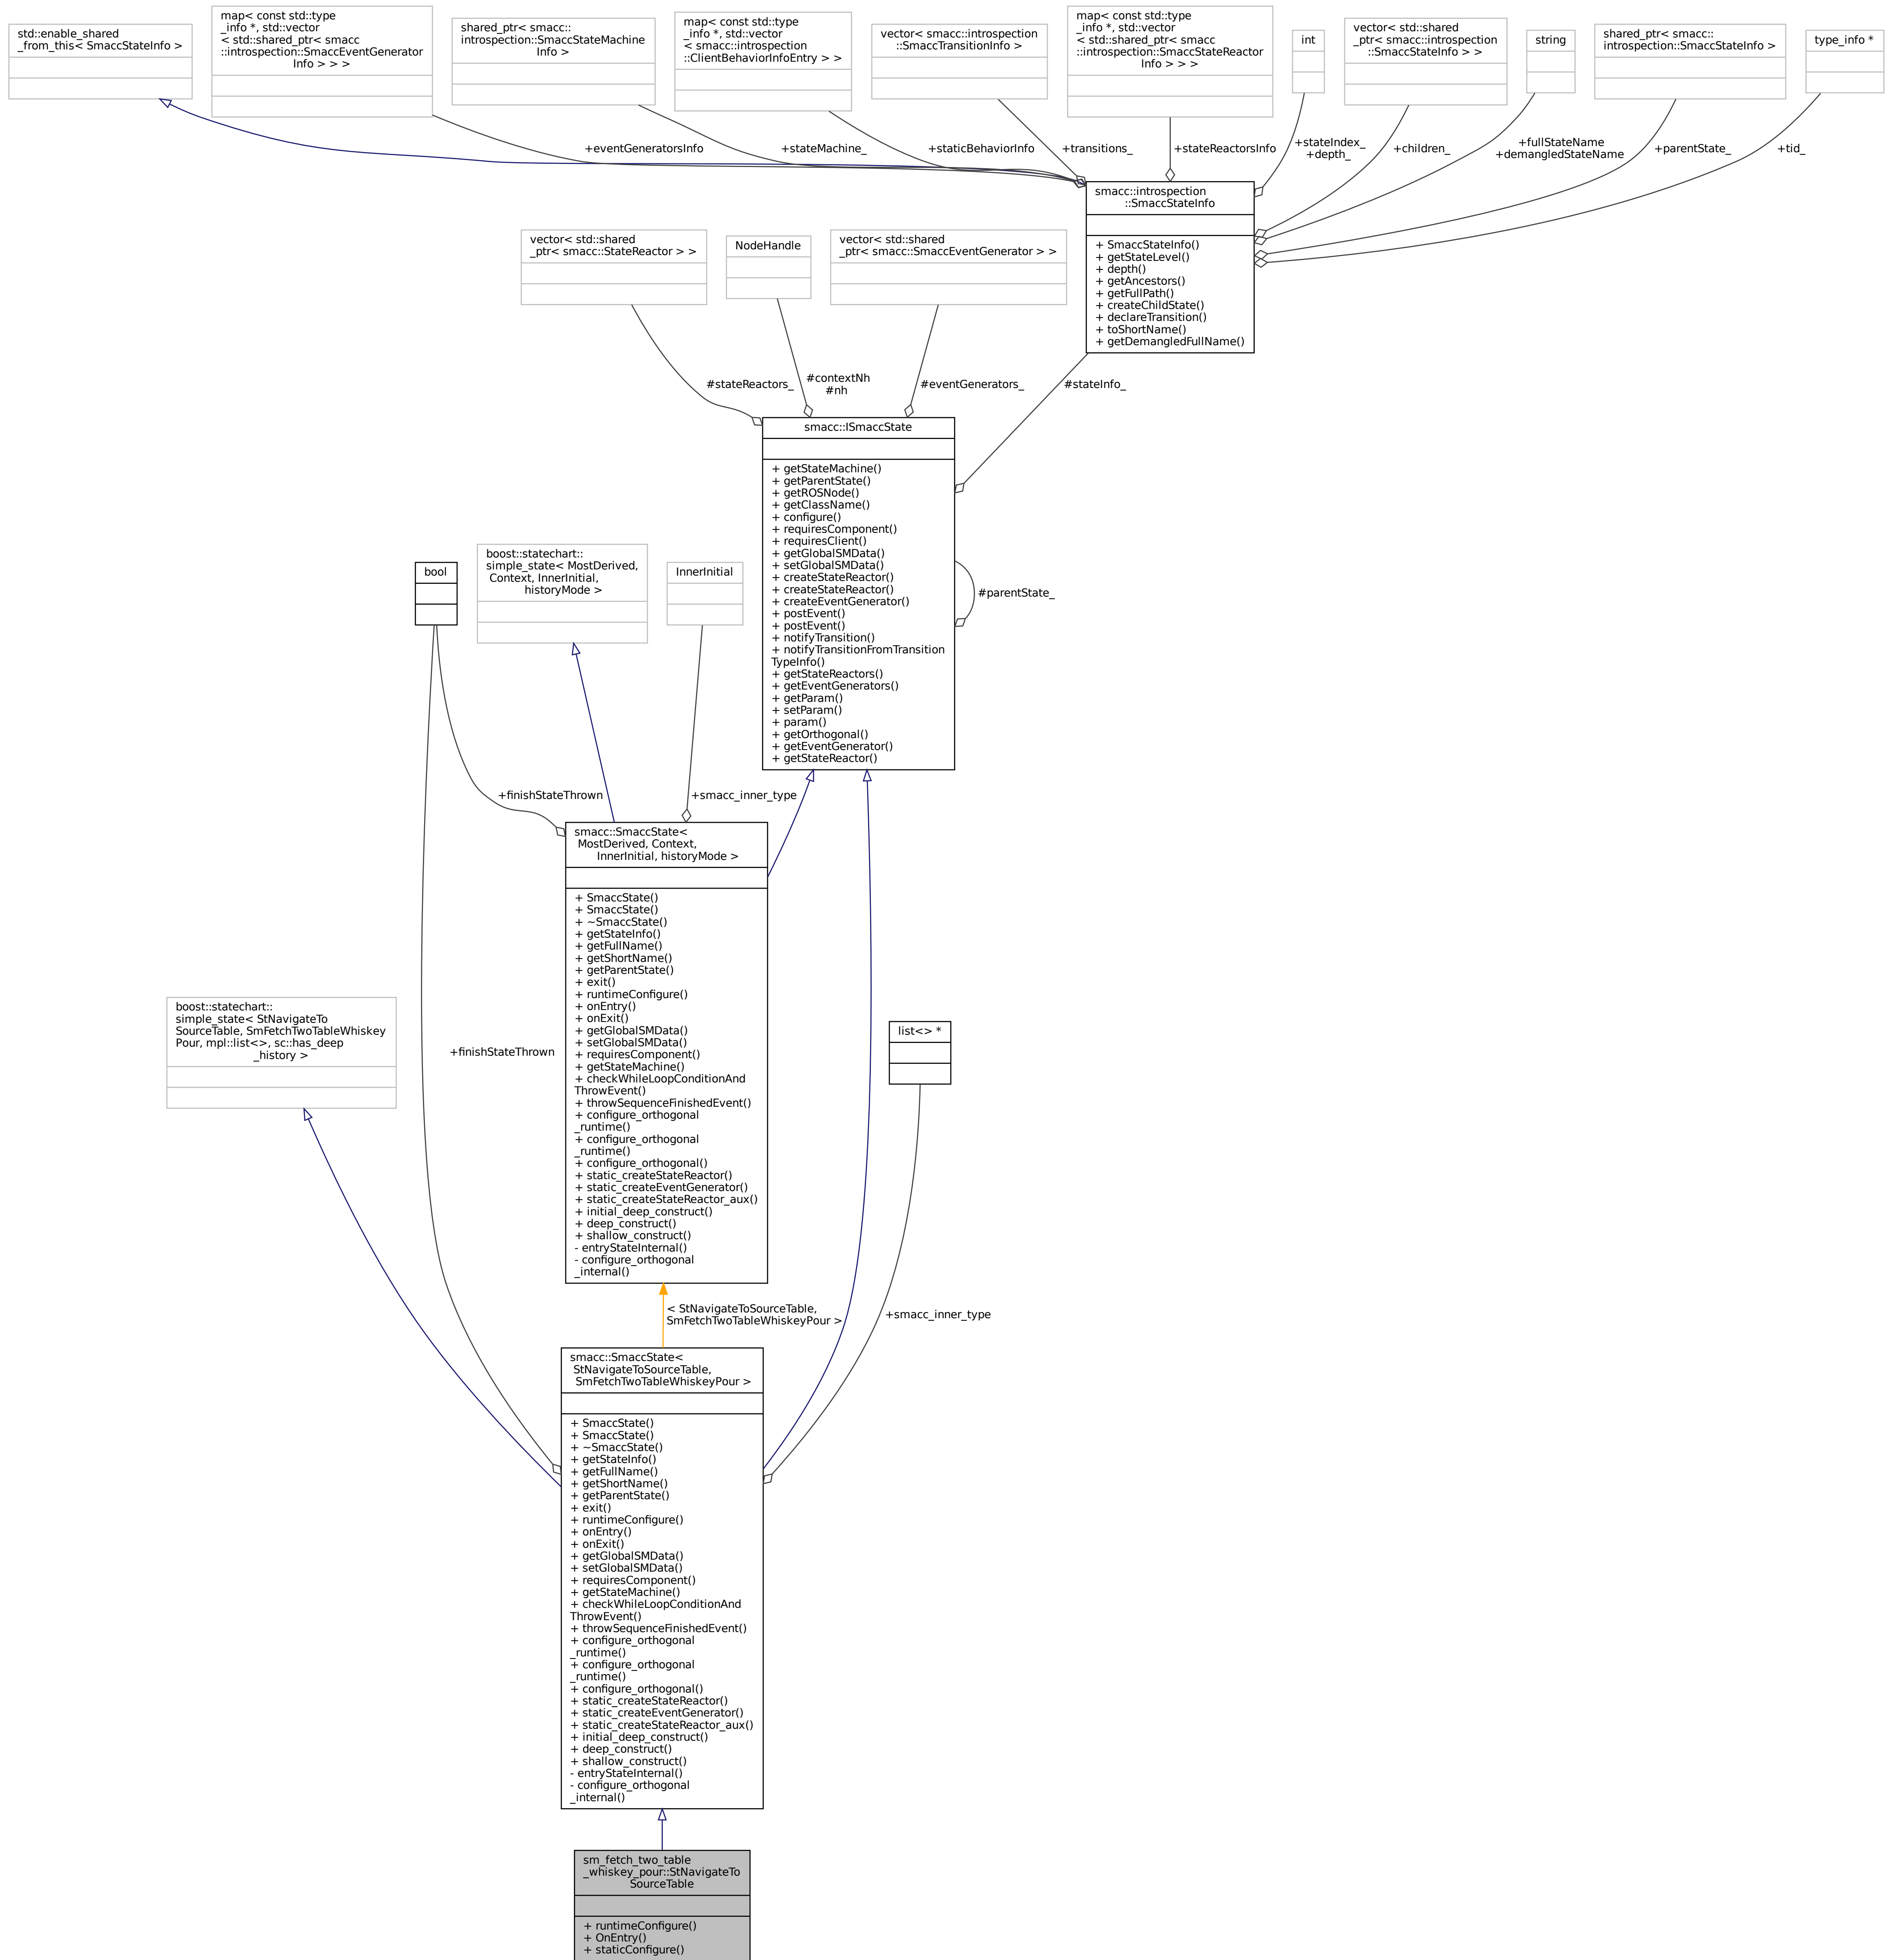 std::enable_shared
_from_this< SmaccStateInfo >
map< const std::type
_info *, std::vector
< std::shared_ptr< smacc
::introspection::SmaccEventGenerator
Info > > >
shared_ptr< smacc::
introspection::SmaccStateMachine
Info >
map< const std::type
_info *, std::vector
< smacc::introspection
::ClientBehaviorInfoEntry > >
vector< smacc::introspection
::SmaccTransitionInfo >
map< const std::type
_info *, std::vector
< std::shared_ptr< smacc
::introspection::SmaccStateReactor
Info > > >
int
vector< std::shared
_ptr< smacc::introspection
::SmaccStateInfo > >
string
shared_ptr< smacc::
introspection::SmaccStateInfo >
type_info *
+eventGeneratorsInfo
+stateMachine_
+staticBehaviorInfo
+transitions_
+stateReactorsInfo
+stateIndex_
+depth_
+children_
+fullStateName
+demangledStateName
+parentState_
+tid_
smacc::introspection
::SmaccStateInfo
+ SmaccStateInfo()
+ getStateLevel()
+ depth()
+ getAncestors()
+ getFullPath()
+ createChildState()
+ declareTransition()
+ toShortName()
+ getDemangledFullName()
vector< std::shared
_ptr< smacc::StateReactor > >
NodeHandle
vector< std::shared
_ptr< smacc::SmaccEventGenerator > >
#stateReactors_
#contextNh
#nh
#eventGenerators_
#stateInfo_
smacc::ISmaccState
+ getStateMachine()
+ getParentState()
+ getROSNode()
+ getClassName()
+ configure()
+ requiresComponent()
+ requiresClient()
+ getGlobalSMData()
+ setGlobalSMData()
+ createStateReactor()
+ createStateReactor()
+ createEventGenerator()
+ postEvent()
+ postEvent()
+ notifyTransition()
+ notifyTransitionFromTransition
TypeInfo()
+ getStateReactors()
+ getEventGenerators()
+ getParam()
+ setParam()
+ param()
+ getOrthogonal()
+ getEventGenerator()
+ getStateReactor()
#parentState_
bool
boost::statechart::
simple_state< MostDerived,
Context, InnerInitial,
historyMode >
InnerInitial
+finishStateThrown
+smacc_inner_type
smacc::SmaccState<
MostDerived, Context,
InnerInitial, historyMode >
+ SmaccState()
+ SmaccState()
+ ~SmaccState()
+ getStateInfo()
+ getFullName()
+ getShortName()
+ getParentState()
+ exit()
+ runtimeConfigure()
+ onEntry()
+ onExit()
+ getGlobalSMData()
+ setGlobalSMData()
+ requiresComponent()
+ getStateMachine()
+ checkWhileLoopConditionAnd
ThrowEvent()
+ throwSequenceFinishedEvent()
+ configure_orthogonal
_runtime()
+ configure_orthogonal
_runtime()
+ configure_orthogonal()
+ static_createStateReactor()
+ static_createEventGenerator()
+ static_createStateReactor_aux()
+ initial_deep_construct()
+ deep_construct()
+ shallow_construct()
- entryStateInternal()
- configure_orthogonal
_internal()
boost::statechart::
simple_state< StNavigateTo
SourceTable, SmFetchTwoTableWhiskey
Pour, mpl::list<>, sc::has_deep
_history >
+finishStateThrown
list<> *
< StNavigateToSourceTable,
SmFetchTwoTableWhiskeyPour >
+smacc_inner_type
smacc::SmaccState<
StNavigateToSourceTable,
SmFetchTwoTableWhiskeyPour >
+ SmaccState()
+ SmaccState()
+ ~SmaccState()
+ getStateInfo()
+ getFullName()
+ getShortName()
+ getParentState()
+ exit()
+ runtimeConfigure()
+ onEntry()
+ onExit()
+ getGlobalSMData()
+ setGlobalSMData()
+ requiresComponent()
+ getStateMachine()
+ checkWhileLoopConditionAnd
ThrowEvent()
+ throwSequenceFinishedEvent()
+ configure_orthogonal
_runtime()
+ configure_orthogonal
_runtime()
+ configure_orthogonal()
+ static_createStateReactor()
+ static_createEventGenerator()
+ static_createStateReactor_aux()
+ initial_deep_construct()
+ deep_construct()
+ shallow_construct()
- entryStateInternal()
- configure_orthogonal
_internal()
sm_fetch_two_table
_whiskey_pour::StNavigateTo
SourceTable
+ runtimeConfigure()
+ OnEntry()
+ staticConfigure()